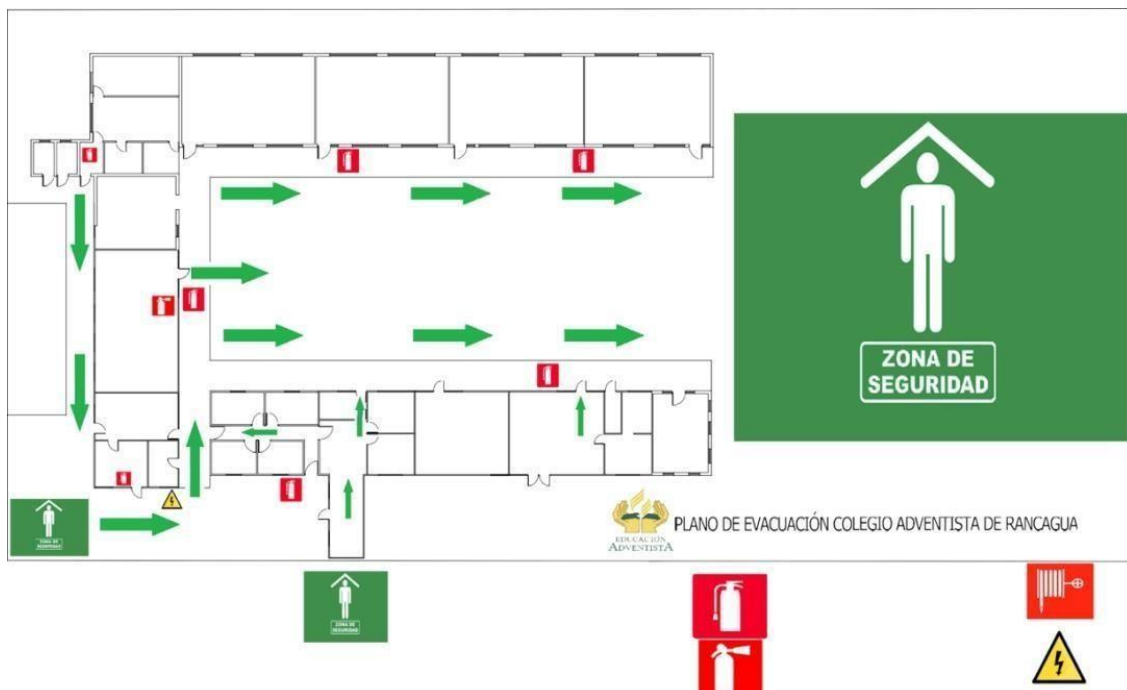 ZONA DE
SEGURIDAD
ZONA DE
SEGURIDAD
EDUCACIÓN
ADVENTISTA
PLANO DE EVACUACIÓN COLEGIO ADVENTISTA DE RANCAGUA
ZONA DE
SEGURIDAD